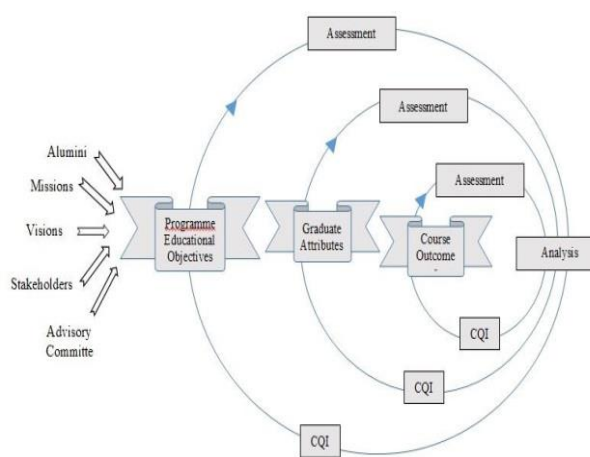 Assessment
Assessment
Assessment
Alumini
Missions
Visions
Stakeholders
Advisory
Committe
Programme
Educational
Objectives
Graduate
Attributes
Course
Outcome
-
Analysis
CQI
CQI
CQI